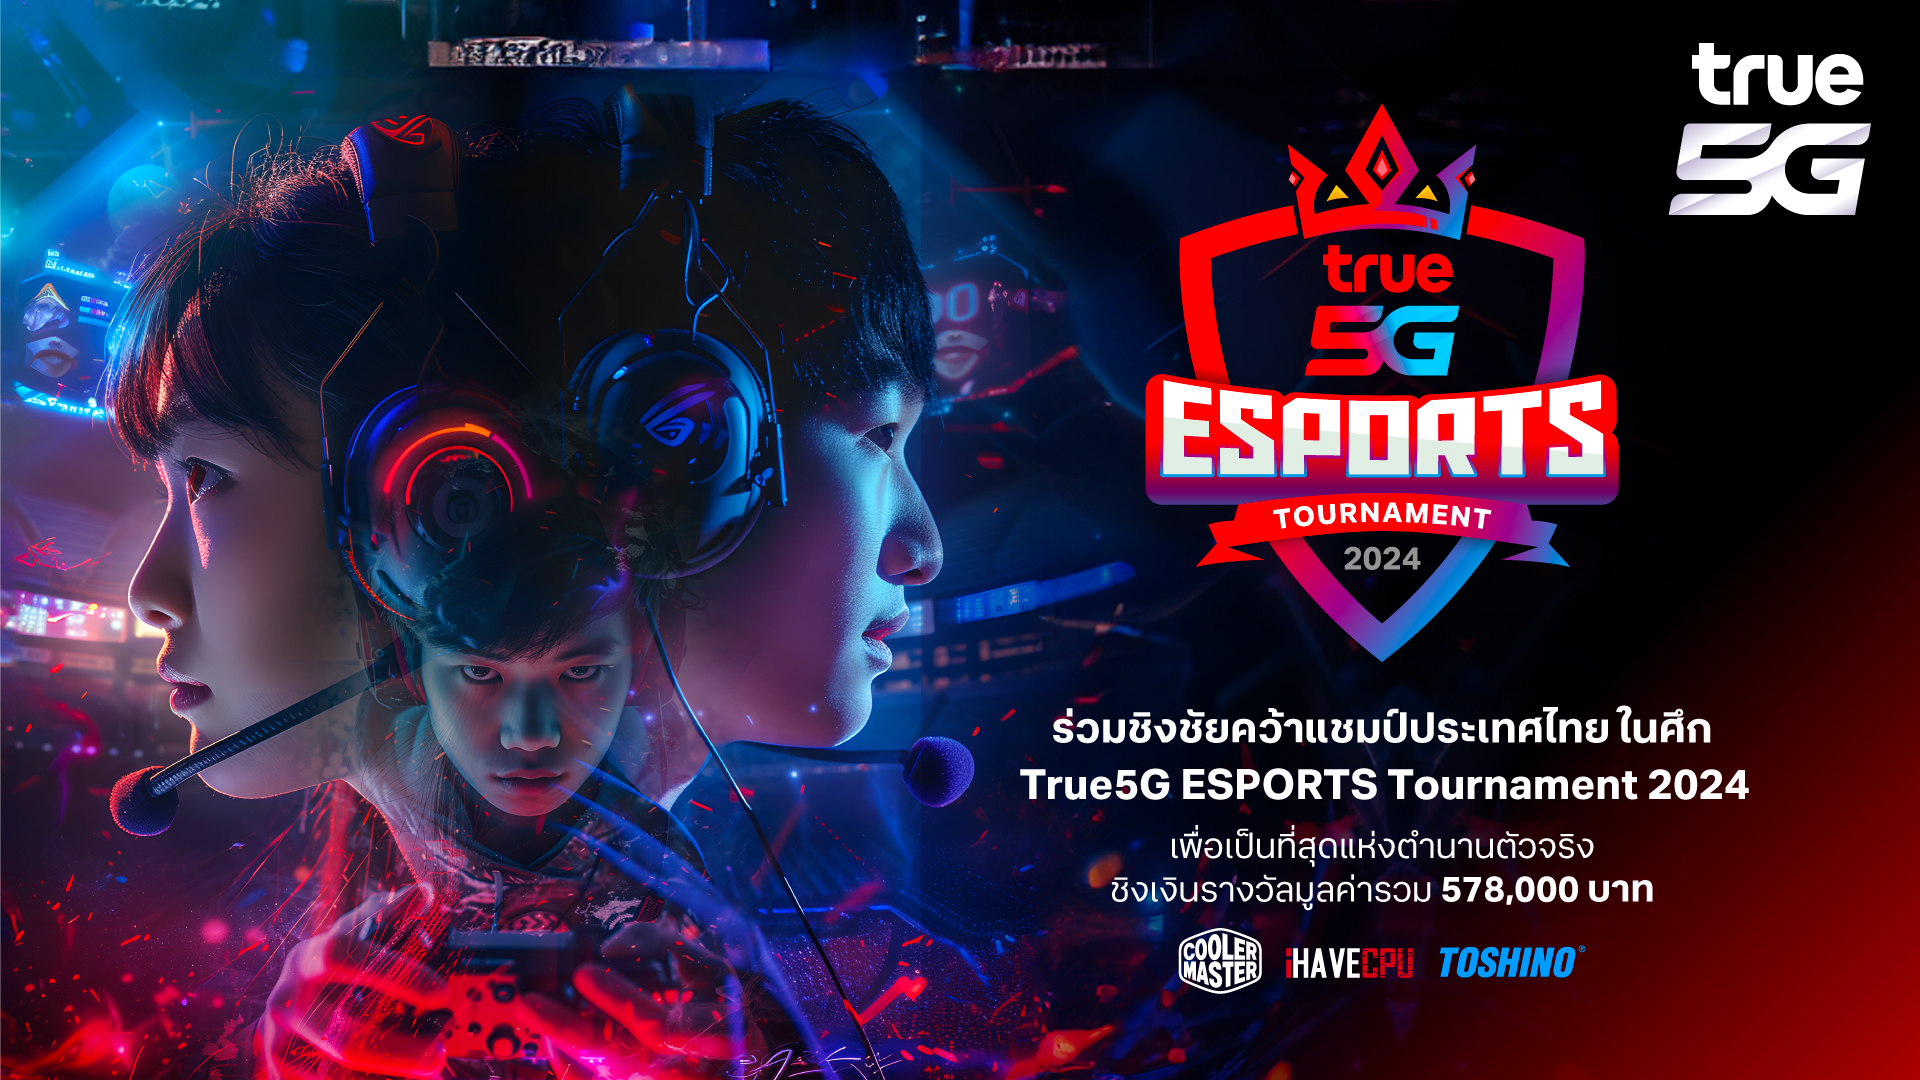 true
5G
true
5G
ESPORTS
TOURNAMENT
2024
ร่วมชิงชัยคว้าแชมป์ประเทศไทย ในศึก
True5G ESPORTS Tournament 2024
เพื่อเป็นที่สุดแห่งตำนานตัวจริง
ชิงเงินรางวัลมูลค่ารวม 578,000 บาท
COOLER
MASTER
iHAVECPU
TOSHINO®